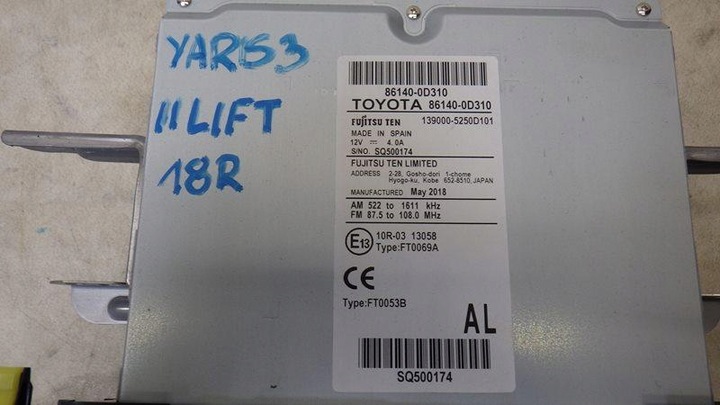 YARIS3
II LIFT
18R
86140-0D310
TOYOTA 86140-0D310
FUJITSU TEN 139000-5250D101
MADE IN SPAIN
12V ⎓ 4.0A
S/NO. SQ500174
FUJITSU TEN LIMITED
ADDRESS 2-28, Gosho-dori 1-chome
Hyogo-ku, Kobe 652-8510, JAPAN
MANUFACTURED May 2018
AM 522 to 1611 kHz
FM 87.5 to 108.0 MHz
E13 10R-03 13058
Type:FT0069A
CE
Type:FT0053B
AL
SQ500174